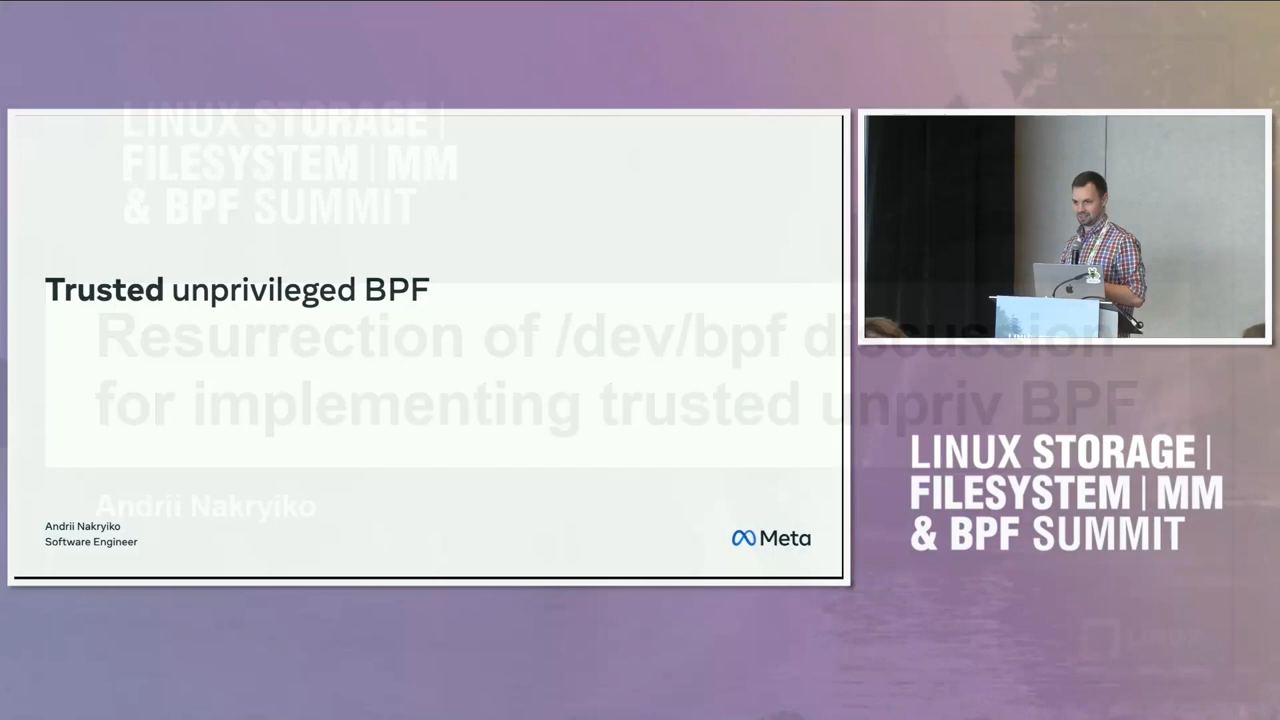 LINUX STORAGE |
FILESYSTEM | MM
& BPF SUMMIT
Trusted unprivileged BPF
Resurrection of /dev/bpf discussion
for implementing trusted unpriv BPF
Andrii Nakryiko
Andrii Nakryiko
Software Engineer
Meta
LINUX STORAGE |
FILESYSTEM | MM
& BPF SUMMIT